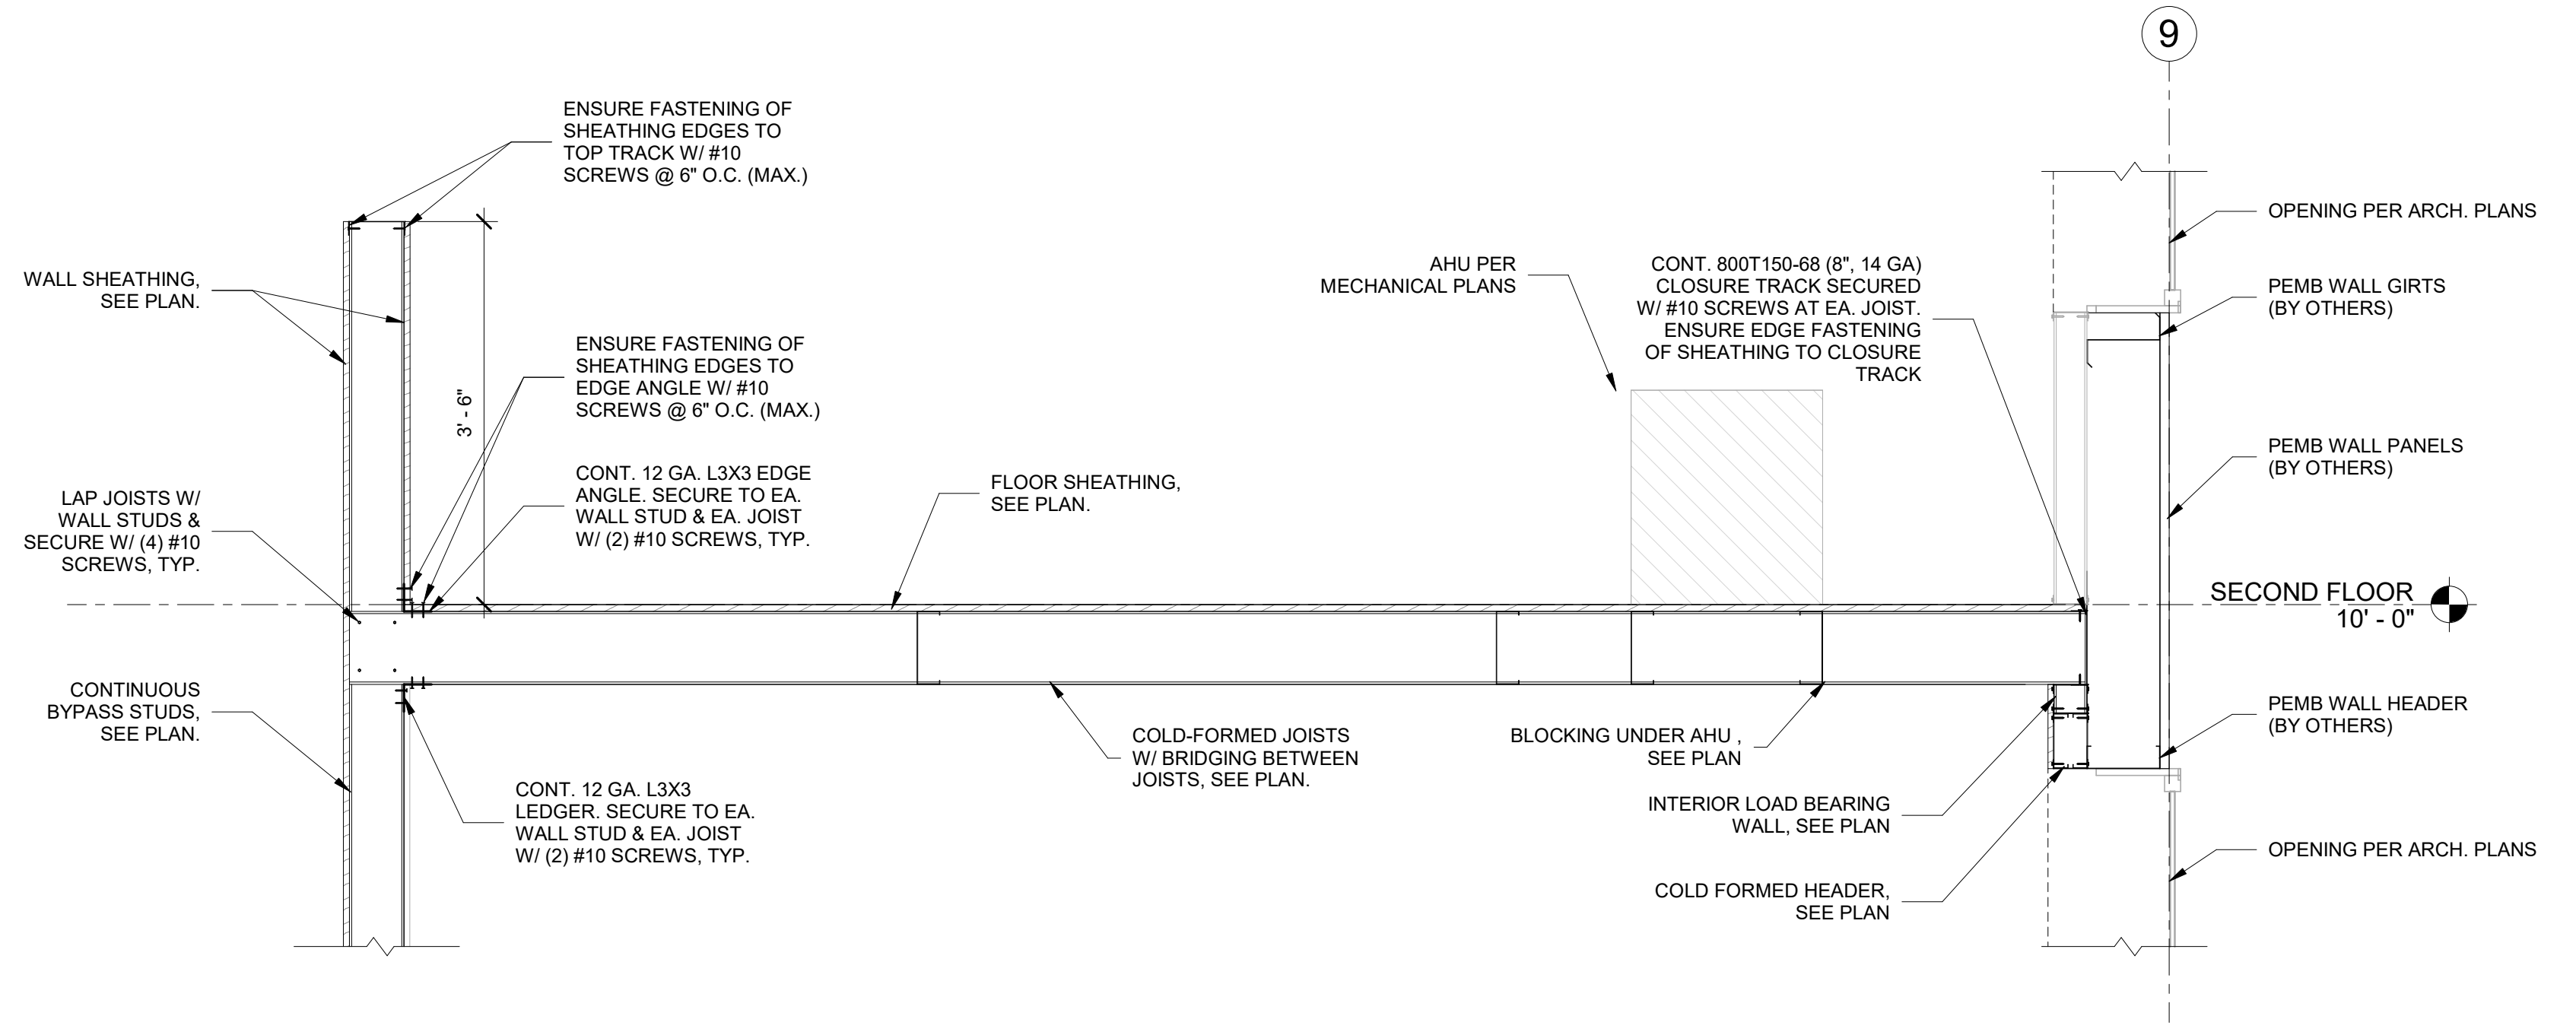 9
ENSURE FASTENING OF
SHEATHING EDGES TO
TOP TRACK W/ #10
SCREWS @ 6" O.C. (MAX.)
WALL SHEATHING,
SEE PLAN.
3' - 6"
ENSURE FASTENING OF
SHEATHING EDGES TO
EDGE ANGLE W/ #10
SCREWS @ 6" O.C. (MAX.)
CONT. 12 GA. L3X3 EDGE
ANGLE. SECURE TO EA.
WALL STUD & EA. JOIST
W/ (2) #10 SCREWS, TYP.
LAP JOISTS W/
WALL STUDS &
SECURE W/ (4) #10
SCREWS, TYP.
CONTINUOUS
BYPASS STUDS,
SEE PLAN.
CONT. 12 GA. L3X3
LEDGER. SECURE TO EA.
WALL STUD & EA. JOIST
W/ (2) #10 SCREWS, TYP.
FLOOR SHEATHING,
SEE PLAN.
COLD-FORMED JOISTS
W/ BRIDGING BETWEEN
JOISTS, SEE PLAN.
AHU PER
MECHANICAL PLANS
CONT. 800T150-68 (8", 14 GA)
CLOSURE TRACK SECURED
W/ #10 SCREWS AT EA. JOIST.
ENSURE EDGE FASTENING
OF SHEATHING TO CLOSURE
TRACK
BLOCKING UNDER AHU ,
SEE PLAN
INTERIOR LOAD BEARING
WALL, SEE PLAN
COLD FORMED HEADER,
SEE PLAN
OPENING PER ARCH. PLANS
PEMB WALL GIRTS
(BY OTHERS)
PEMB WALL PANELS
(BY OTHERS)
SECOND FLOOR
10' - 0"
PEMB WALL HEADER
(BY OTHERS)
OPENING PER ARCH. PLANS